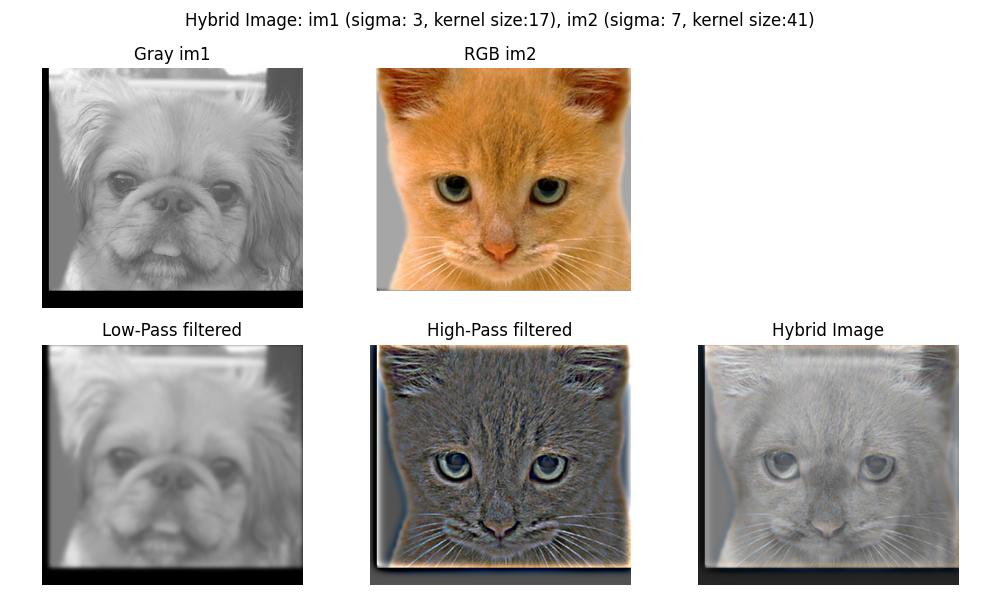 Hybrid Image: im1 (sigma: 3, kernel size:17), im2 (sigma: 7, kernel size:41)
Gray im1
RGB im2
Low-Pass filtered
High-Pass filtered
Hybrid Image